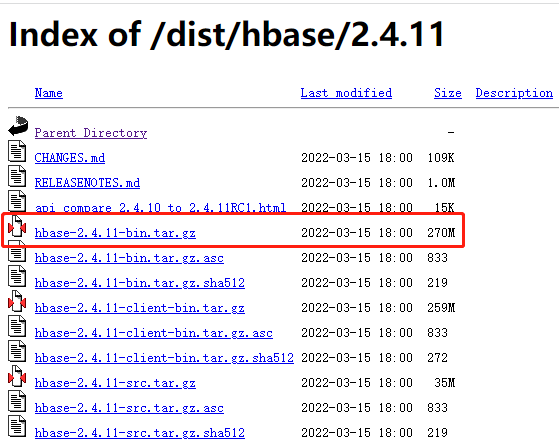 Index of /dist/hbase/2.4.11
Name Last modified Size Description
Parent Directory -
CHANGES.md 2022-03-15 18:00 109K
RELEASENOTES.md 2022-03-15 18:00 1.0M
api_compare_2.4.10_to_2.4.11RC1.html 2022-03-15 18:00 15K
hbase-2.4.11-bin.tar.gz 2022-03-15 18:00 270M
hbase-2.4.11-bin.tar.gz.asc 2022-03-15 18:00 833
hbase-2.4.11-bin.tar.gz.sha512 2022-03-15 18:00 219
hbase-2.4.11-client-bin.tar.gz 2022-03-15 18:00 259M
hbase-2.4.11-client-bin.tar.gz.asc 2022-03-15 18:00 833
hbase-2.4.11-client-bin.tar.gz.sha512 2022-03-15 18:00 272
hbase-2.4.11-src.tar.gz 2022-03-15 18:00 35M
hbase-2.4.11-src.tar.gz.asc 2022-03-15 18:00 833
hbase-2.4.11-src.tar.gz.sha512 2022-03-15 18:00 219